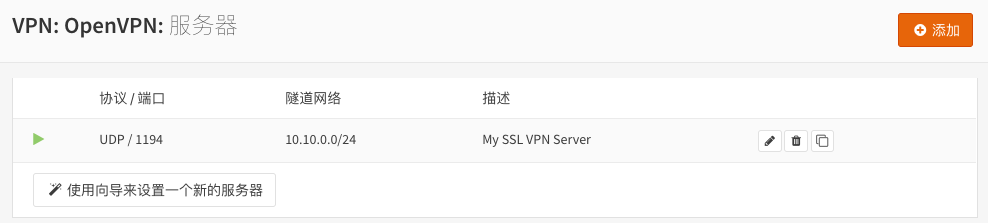 VPN: OpenVPN: 服务器
添加
协议 / 端口 隧道网络 描述
UDP / 1194 10.10.0.0/24 My SSL VPN Server
使用向导来设置一个新的服务器